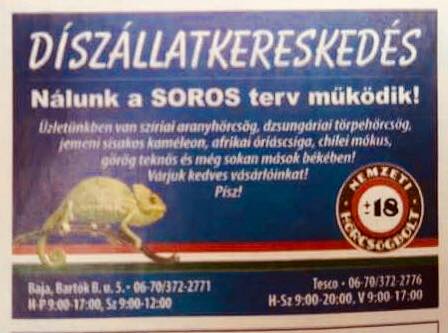 DÍSZÁLLATKERESKEDÉS
Nálunk a SOROS terv működik!
Üzletünkben van szíriai aranyhörcsög, dzsungáriai törpehörcsög,
jemeni sisakos kaméleon, afrikai óriáscsiga, chilei mókus,
görög teknős és még sokan mások békében!
Várjuk kedves vásárlóinkat!
Písz!
NEMZETI
± 18
HÖRCSÖGBOLT
Baja, Bartók B. u. 5. • 06-70/372-2771
H-P 9:00-17:00, Sz 9:00-12:00
Tesco • 06-70/372-2776
H-Sz 9:00-20:00, V 9:00-17:00